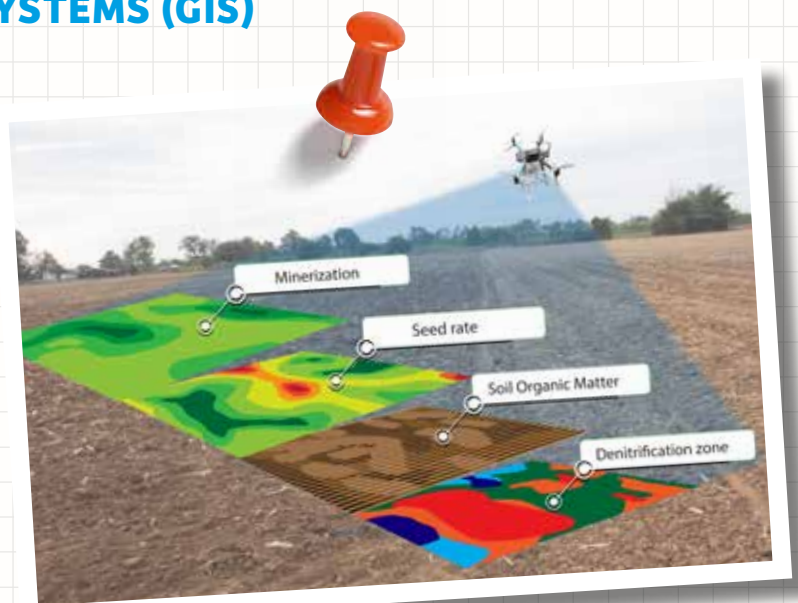 YSTEMS (GIS)
Minerization
Seed rate
Soil Organic Matter
Denitrification zone